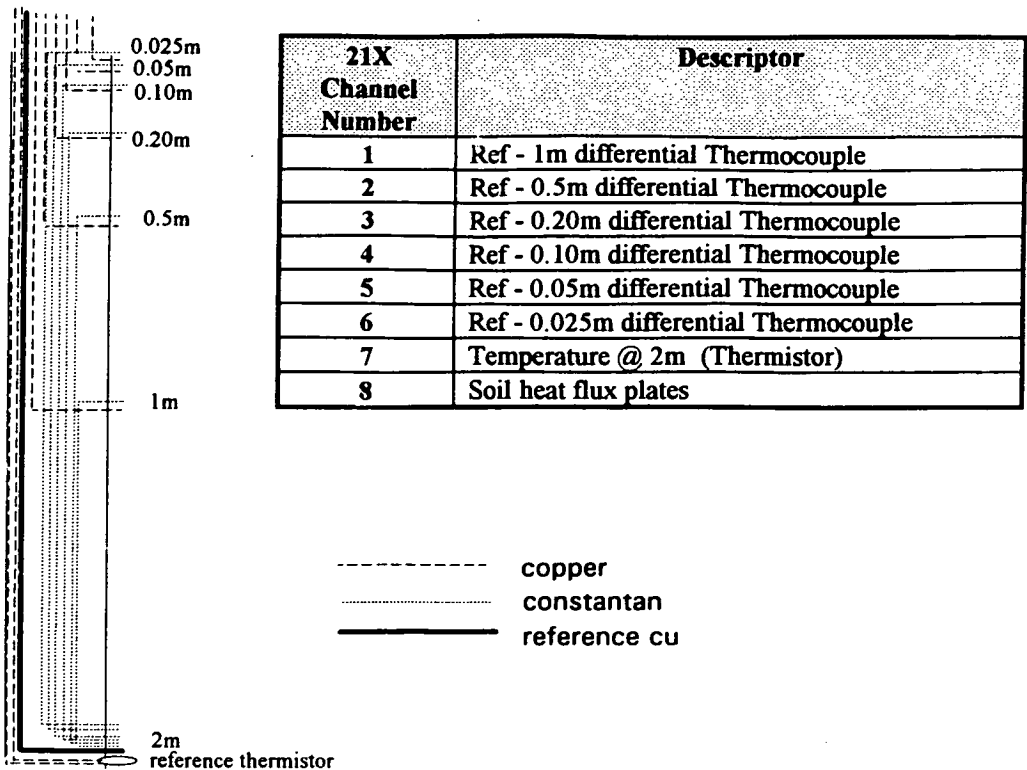 0.025m
0.05m
0.10m
0.20m
0.5m
1m
2m
reference thermistor
21X Descriptor
Channel
Number
1 Ref - 1m differential Thermocouple
2 Ref - 0.5m differential Thermocouple
3 Ref - 0.20m differential Thermocouple
4 Ref - 0.10m differential Thermocouple
5 Ref - 0.05m differential Thermocouple
6 Ref - 0.025m differential Thermocouple
7 Temperature @ 2m (Thermistor)
8 Soil heat flux plates
copper
constantan
reference cu